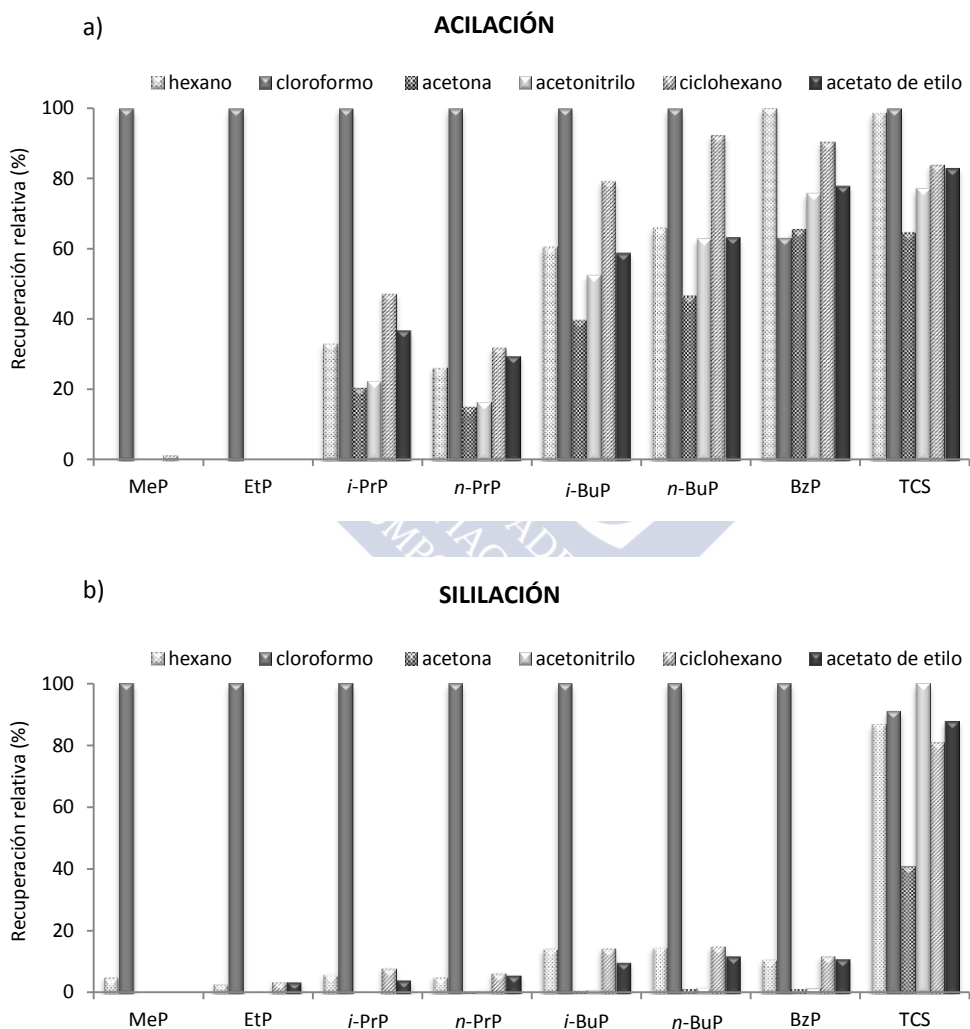 a)
ACILACIÓN
hexano cloroformo acetona acetonitrilo ciclohexano acetato de etilo
Recuperación relativa (%)
100
80
60
40
20
0
MeP EtP i-PrP n-PrP i-BuP n-BuP BzP TCS
b)
SILILACIÓN
hexano cloroformo acetona acetonitrilo ciclohexano acetato de etilo
Recuperación relativa (%)
100
80
60
40
20
0
MeP EtP i-PrP n-PrP i-BuP n-BuP BzP TCS